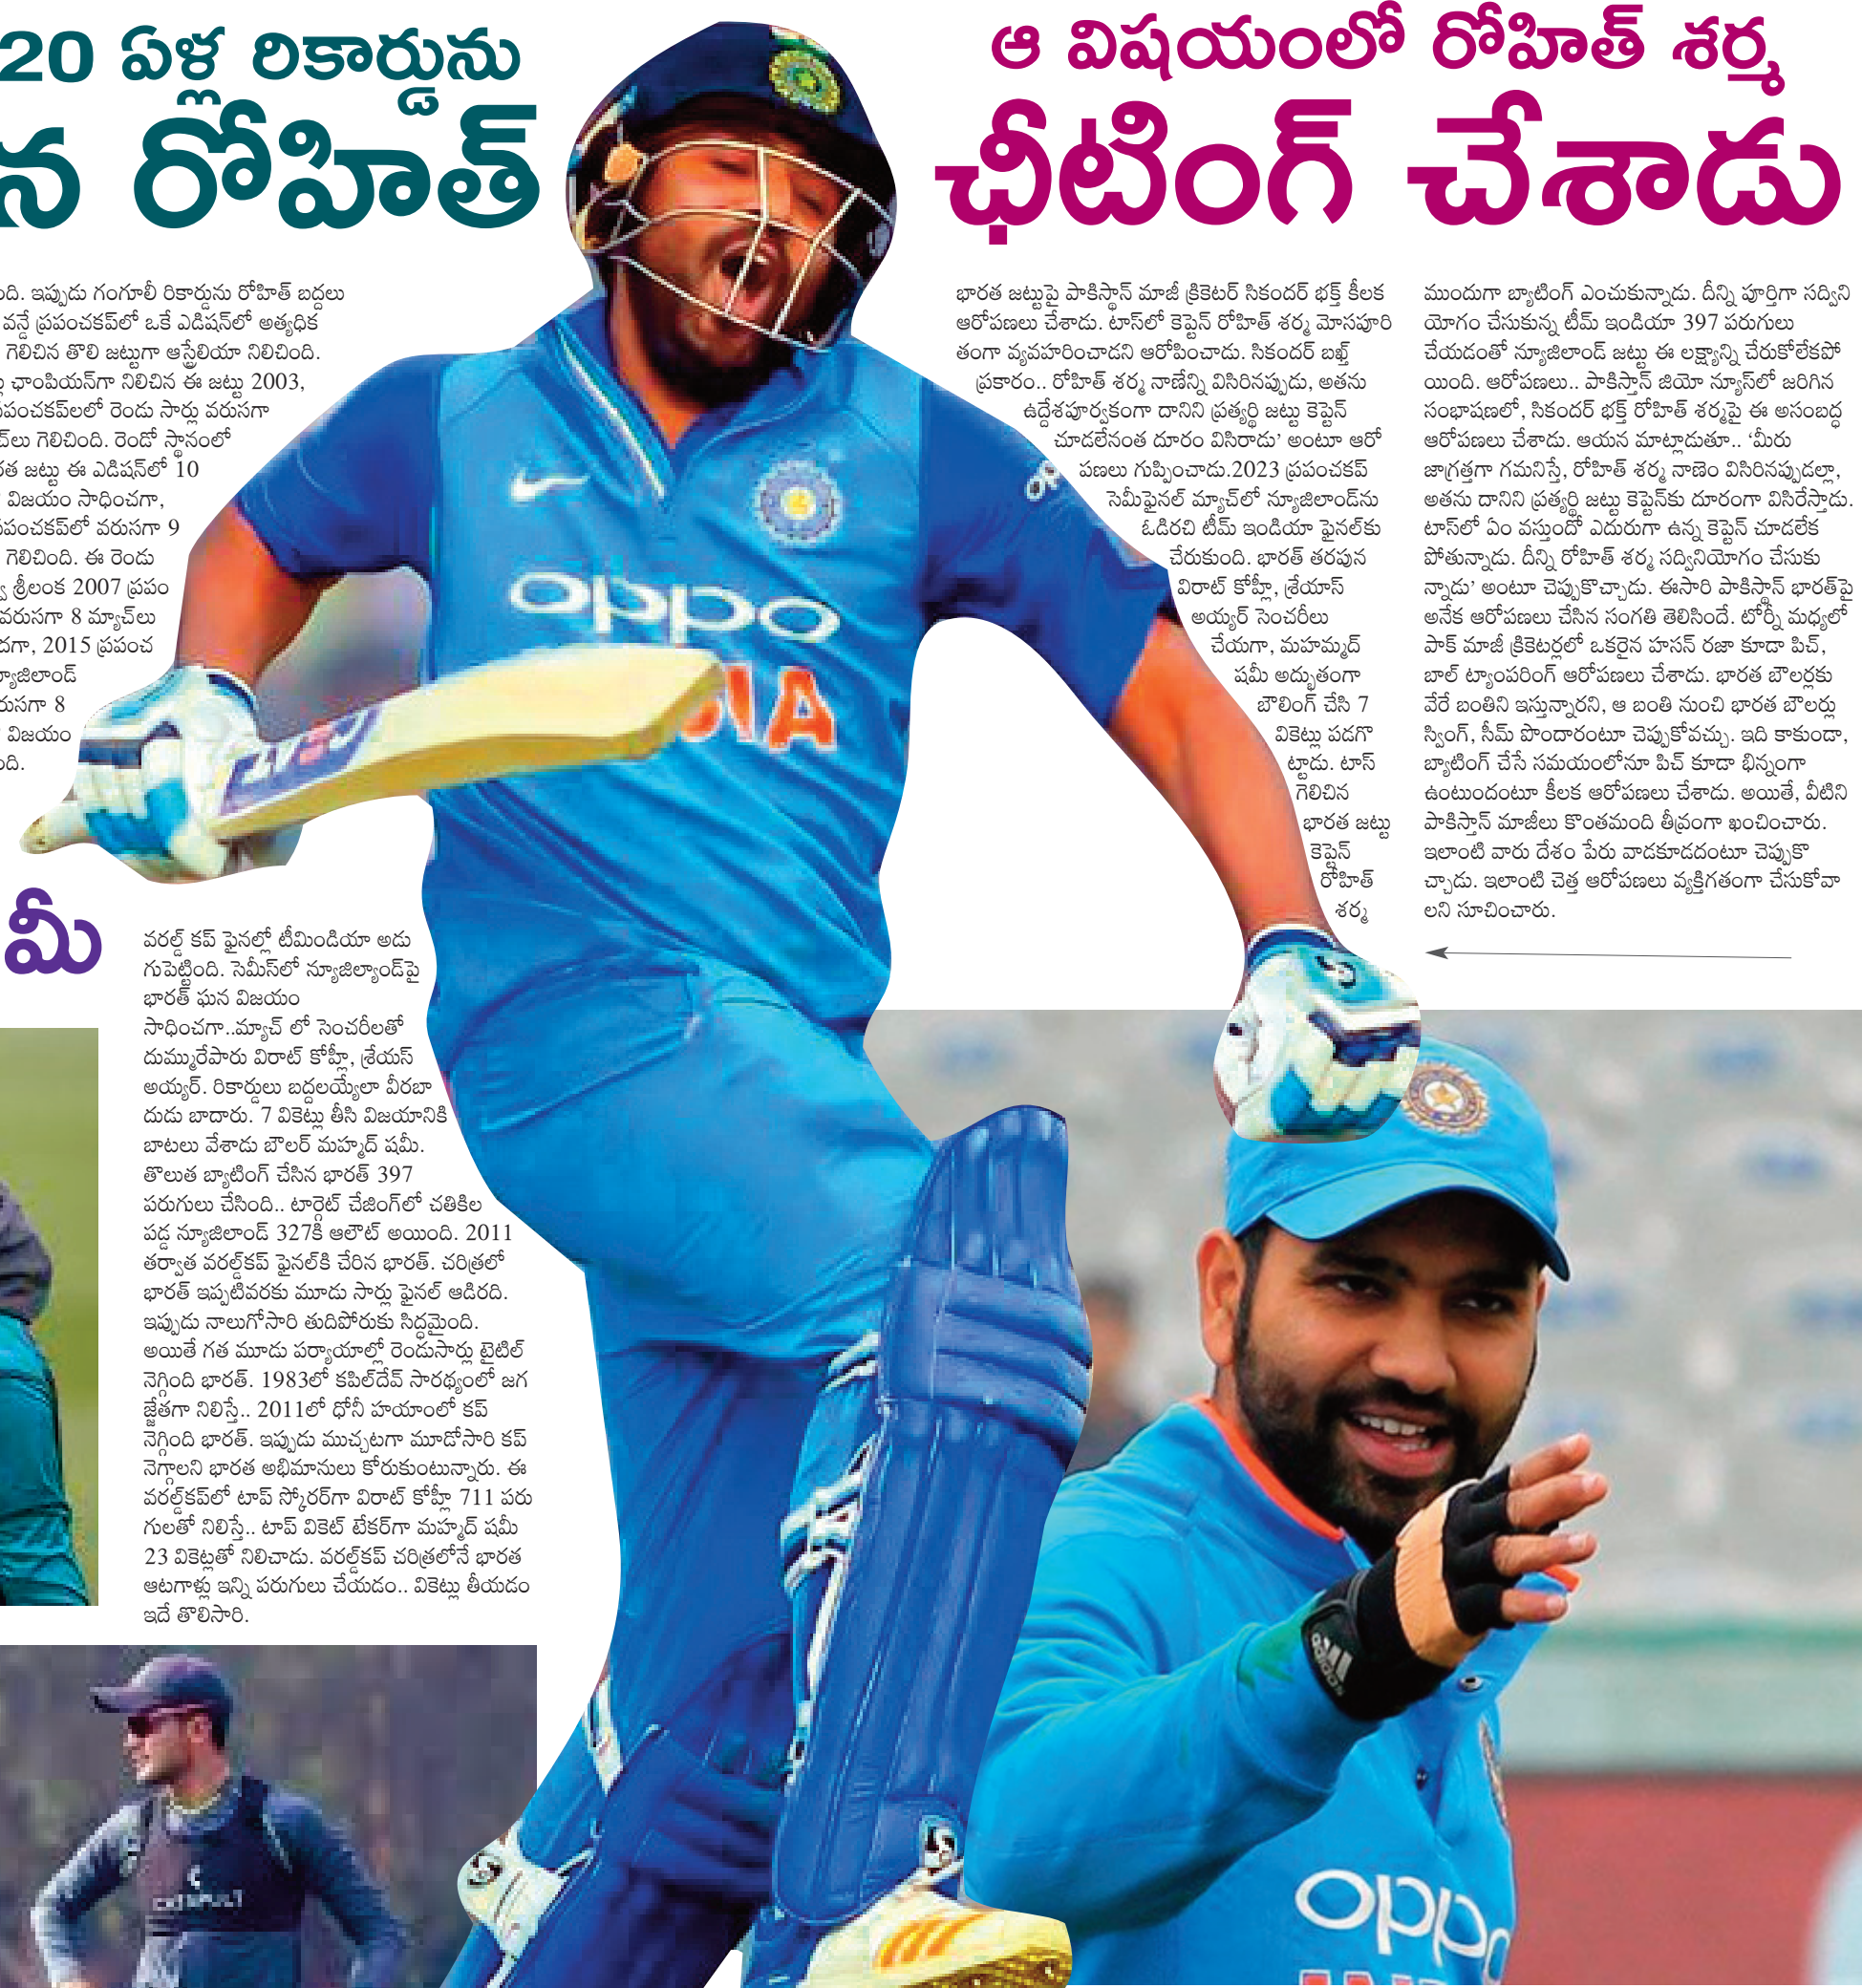 20 ఏళ్ల రికార్డును
న రోహిత్
ంది. ఇప్పుడు గంగూలీ రికార్డును రోహిత్ బద్దలు
వన్డే ప్రపంచకప్‌లో ఒకే ఎడిషన్‌లో అత్యధిక
గెలిచిన తొలి జట్టుగా ఆస్ట్రేలియా నిలిచింది.
ఛాంపియన్‌గా నిలిచిన ఈ జట్టు 2003,
పంచకప్‌లలో రెండు సార్లు వరుసగా
చ్‌లు గెలిచింది. రెండో స్థానంలో
రత జట్టు ఈ ఎడిషన్‌లో 10
విజయం సాధించగా,
పంచకప్‌లో వరుసగా 9
గెలిచింది. ఈ రెండు
శ్రీలంక 2007 ప్రపం
వరుసగా 8 మ్యాచ్‌లు
దగా, 2015 ప్రపంచ
్యూజిలాండ్
రుసగా 8
విజయం
ంది.
మీ
వరల్డ్ కప్ ఫైనల్లో టీమిండియా అడు
గుపెట్టింది. సెమీస్‌లో న్యూజిల్యాండ్‌పై
భారత్ ఘన విజయం
సాధించగా..మ్యాచ్ లో సెంచరీలతో
దుమ్మురేపారు విరాట్ కోహ్లీ, శ్రేయస్
అయ్యర్. రికార్డులు బద్దలయ్యేలా వీరబా
దుడు బాదారు. 7 వికెట్లు తీసి విజయానికి
బాటలు వేశాడు బౌలర్ మహ్మద్ షమీ.
తొలుత బ్యాటింగ్ చేసిన భారత్ 397
పరుగులు చేసింది.. టార్గెట్ చేజింగ్‌లో చతికిల
పడ్డ న్యూజిలాండ్ 327కి ఆలౌట్ అయింది. 2011
తర్వాత వరల్డ్‌కప్ ఫైనల్‌కి చేరిన భారత్. చరిత్రలో
భారత్ ఇప్పటివరకు మూడు సార్లు ఫైనల్ ఆడిరది.
ఇప్పుడు నాలుగోసారి తుదిపోరుకు సిద్ధమైంది.
అయితే గత మూడు పర్యాయాల్లో రెండుసార్లు టైటిల్
నెగ్గింది భారత్. 1983లో కపిల్‌దేవ్ సారథ్యంలో జగ
జ్జేతగా నిలిస్తే.. 2011లో ధోనీ హయాంలో కప్
నెగ్గింది భారత్. ఇప్పుడు ముచ్చటగా మూడోసారి కప్
నెగ్గాలని భారత అభిమానులు కోరుకుంటున్నారు. ఈ
వరల్డ్‌కప్‌లో టాప్ స్కోరర్‌గా విరాట్ కోహ్లీ 711 పరు
గులతో నిలిస్తే.. టాప్ వికెట్ టేకర్‌గా మహ్మద్ షమీ
23 వికెట్లతో నిలిచాడు. వరల్డ్‌కప్ చరిత్రలోనే భారత
ఆటగాళ్లు ఇన్ని పరుగులు చేయడం.. వికెట్లు తీయడం
ఇదే తొలిసారి.
ఆ విషయంలో రోహిత్ శర్మ
ఛీటింగ్ చేశాడు
భారత జట్టుపై పాకిస్థాన్ మాజీ క్రికెటర్ సికందర్ భక్త్ కీలక
ఆరోపణలు చేశాడు. టాస్‌లో కెప్టెన్ రోహిత్ శర్మ మోసపూరి
తంగా వ్యవహరించాడని ఆరోపించాడు. సికందర్ బఖ్త్
ప్రకారం.. రోహిత్ శర్మ నాణేన్ని విసిరినప్పుడు, అతను
ఉద్దేశపూర్వకంగా దానిని ప్రత్యర్థి జట్టు కెప్టెన్
చూడలేనంత దూరం విసిరాడు' అంటూ ఆరో
పణలు గుప్పించాడు.2023 ప్రపంచకప్
సెమీఫైనల్ మ్యాచ్‌లో న్యూజిలాండ్‌ను
ఓడిరచి టీమ్ ఇండియా ఫైనల్‌కు
చేరుకుంది. భారత్ తరపున
విరాట్ కోహ్లీ, శ్రేయాస్
అయ్యర్ సెంచరీలు
చేయగా, మహమ్మద్
షమీ అద్భుతంగా
బౌలింగ్ చేసి 7
వికెట్లు పడగొ
ట్టాడు. టాస్
గెలిచిన
భారత జట్టు
కెప్టెన్
రోహిత్
శర్మ
ముందుగా బ్యాటింగ్ ఎంచుకున్నాడు. దీన్ని పూర్తిగా సద్విని
యోగం చేసుకున్న టీమ్ ఇండియా 397 పరుగులు
చేయడంతో న్యూజిలాండ్ జట్టు ఈ లక్ష్యాన్ని చేరుకోలేకపో
యింది. ఆరోపణలు.. పాకిస్తాన్ జియో న్యూస్‌లో జరిగిన
సంభాషణలో, సికందర్ భక్త్ రోహిత్ శర్మపై ఈ అసంబద్ధ
ఆరోపణలు చేశాడు. ఆయన మాట్లాడుతూ.. 'మీరు
జాగ్రత్తగా గమనిస్తే, రోహిత్ శర్మ నాణెం విసిరినప్పుడల్లా,
అతను దానిని ప్రత్యర్థి జట్టు కెప్టెన్‌కు దూరంగా విసిరేస్తాడు.
టాస్‌లో ఏం వస్తుందో ఎదురుగా ఉన్న కెప్టెన్ చూడలేక
పోతున్నాడు. దీన్ని రోహిత్ శర్మ సద్వినియోగం చేసుకు
న్నాడు' అంటూ చెప్పుకొచ్చాడు. ఈసారి పాకిస్థాన్ భారత్‌పై
అనేక ఆరోపణలు చేసిన సంగతి తెలిసిందే. టోర్నీ మధ్యలో
పాక్ మాజీ క్రికెటర్లలో ఒకరైన హసన్ రజా కూడా పిచ్,
బాల్ ట్యాంపరింగ్ ఆరోపణలు చేశాడు. భారత బౌలర్లకు
వేరే బంతిని ఇస్తున్నారని, ఆ బంతి నుంచి భారత బౌలర్లు
స్వింగ్, సీమ్ పొందారంటూ చెప్పుకోవచ్చు. ఇది కాకుండా,
బ్యాటింగ్ చేసే సమయంలోనూ పిచ్ కూడా భిన్నంగా
ఉంటుందంటూ కీలక ఆరోపణలు చేశాడు. అయితే, వీటిని
పాకిస్తాన్ మాజీలు కొంతమంది తీవ్రంగా ఖండించారు.
ఇలాంటి వారు దేశం పేరు వాడకూడదంటూ చెప్పుకొ
చ్చాడు. ఇలాంటి చెత్త ఆరోపణలు వ్యక్తిగతంగా చేసుకోవా
లని సూచించారు.
oppo
IA
CEAT
CATAPULT
adidas
oppo